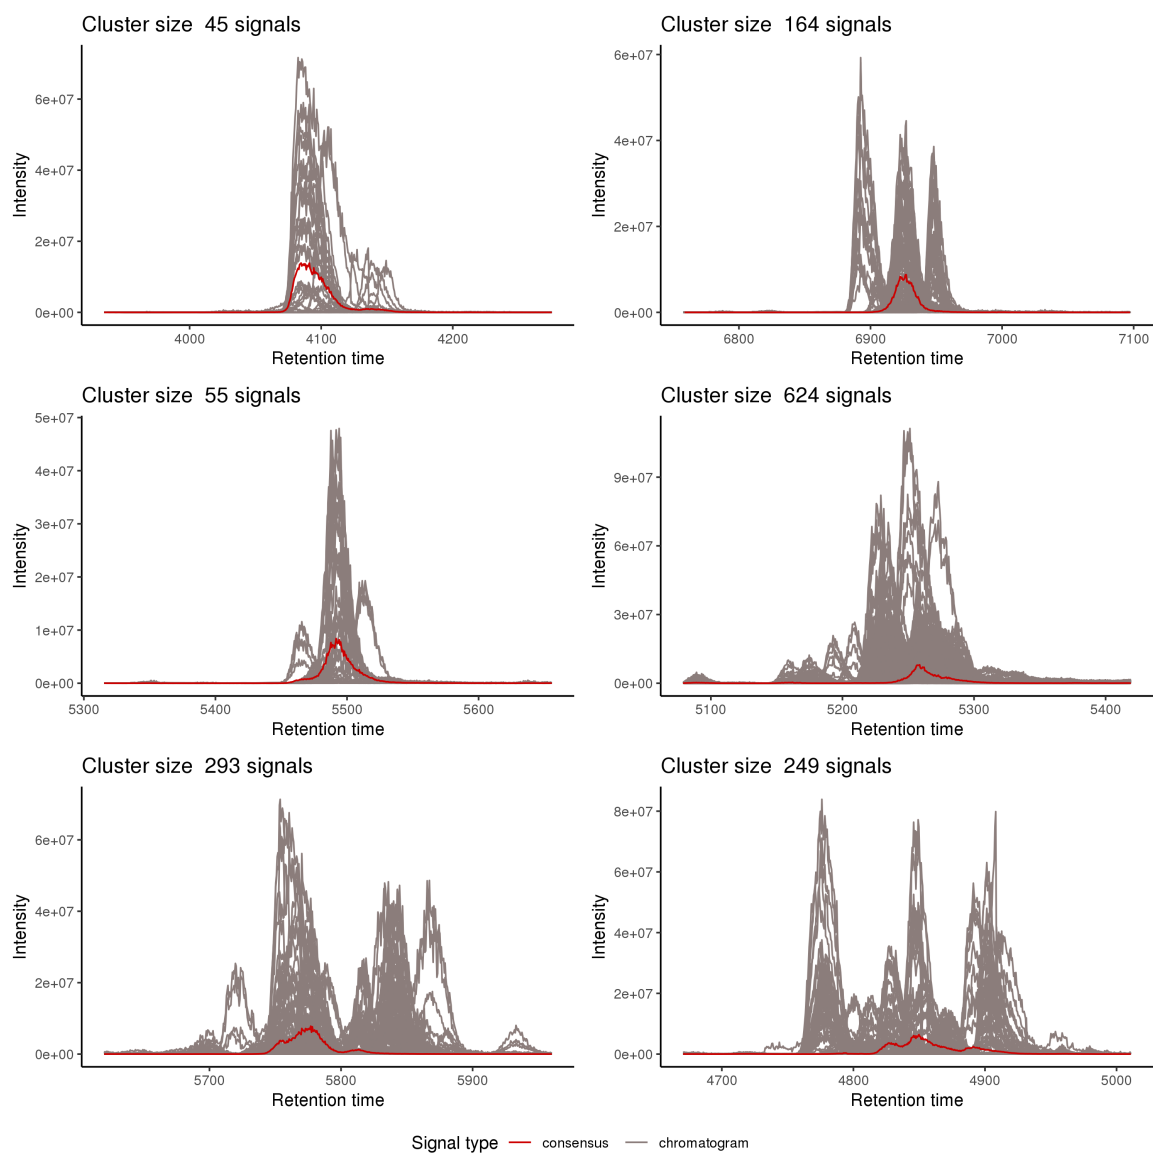 Cluster size  45 signals
Intensity
6e+07
4e+07
2e+07
0e+00
4000
4100
4200
Retention time
Cluster size  164 signals
Intensity
6e+07
4e+07
2e+07
0e+00
6800
6900
7000
7100
Retention time
Cluster size  55 signals
Intensity
5e+07
4e+07
3e+07
2e+07
1e+07
0e+00
5300
5400
5500
5600
Retention time
Cluster size  624 signals
Intensity
9e+07
6e+07
3e+07
0e+00
5100
5200
5300
5400
Retention time
Cluster size  293 signals
Intensity
6e+07
4e+07
2e+07
0e+00
5700
5800
5900
Retention time
Cluster size  249 signals
Intensity
8e+07
6e+07
4e+07
2e+07
0e+00
4700
4800
4900
5000
Retention time
Signal type consensus chromatogram